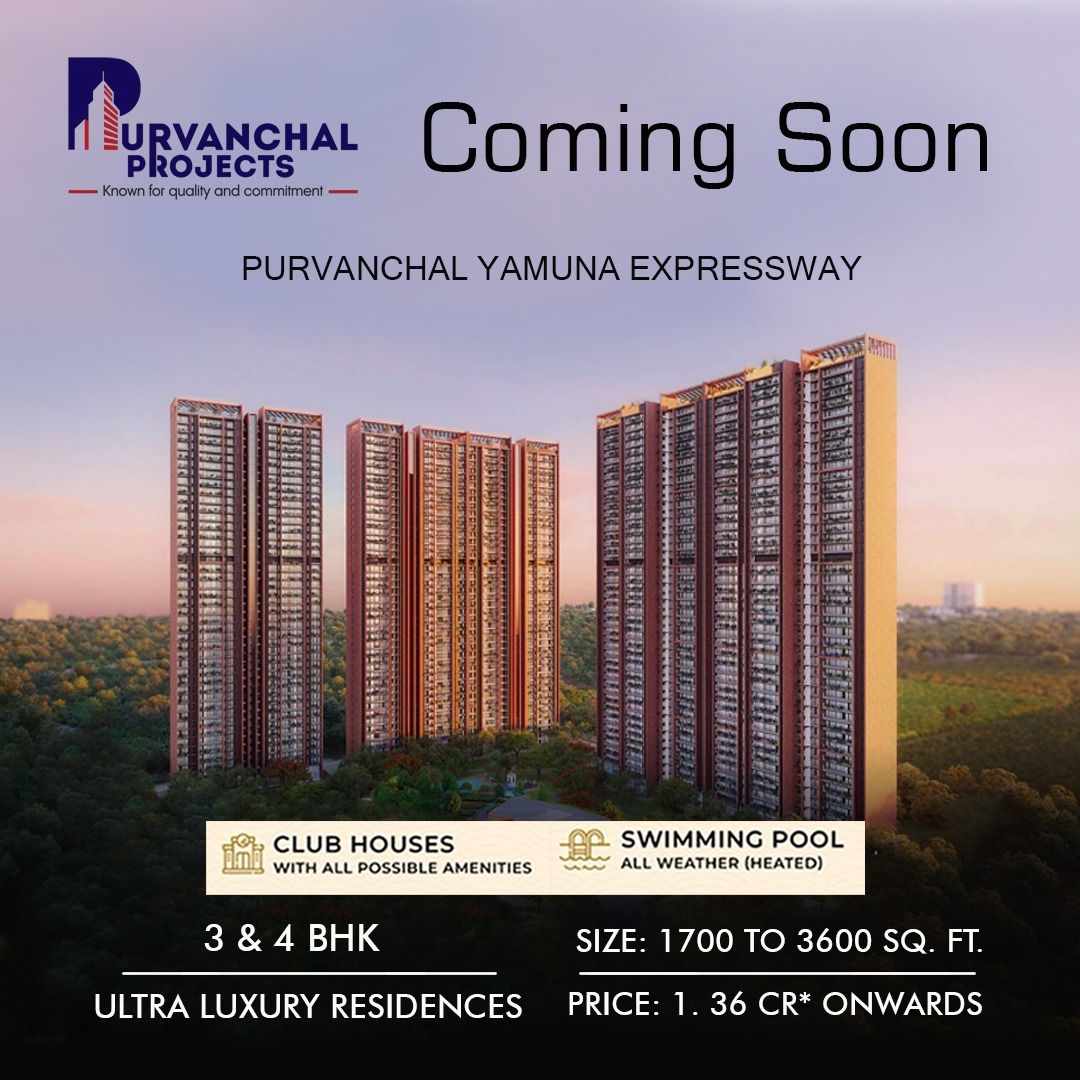 PURVANCHAL
PROJECTS
Known for quality and commitment
Coming Soon
PURVANCHAL YAMUNA EXPRESSWAY
CLUB HOUSES
WITH ALL POSSIBLE AMENITIES
SWIMMING POOL
ALL WEATHER (HEATED)
3 & 4 BHK
ULTRA LUXURY RESIDENCES
SIZE: 1700 TO 3600 SQ. FT.
PRICE: 1. 36 CR* ONWARDS